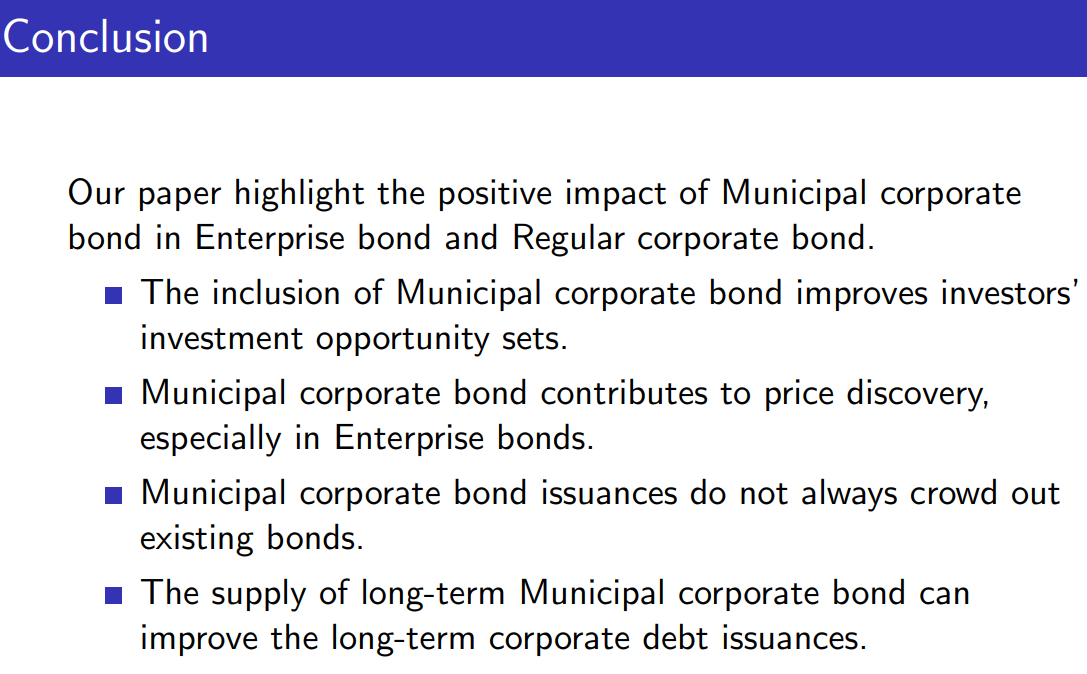 Conclusion
Our paper highlight the positive impact of Municipal corporate
bond in Enterprise bond and Regular corporate bond.
The inclusion of Municipal corporate bond improves investors'
investment opportunity sets.
Municipal corporate bond contributes to price discovery,
especially in Enterprise bonds.
Municipal corporate bond issuances do not always crowd out
existing bonds.
The supply of long-term Municipal corporate bond can
improve the long-term corporate debt issuances.